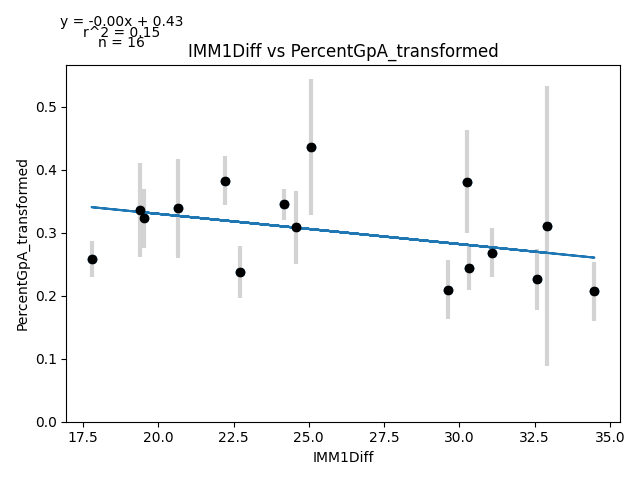 y = -0.00x + 0.43
r^2 = 0.15
n = 16
IMM1Diff vs PercentGpA_transformed
PercentGpA_transformed
0.5
0.4
0.3
0.2
0.1
0.0
17.5 20.0 22.5 25.0 27.5 30.0 32.5 35.0
IMM1Diff